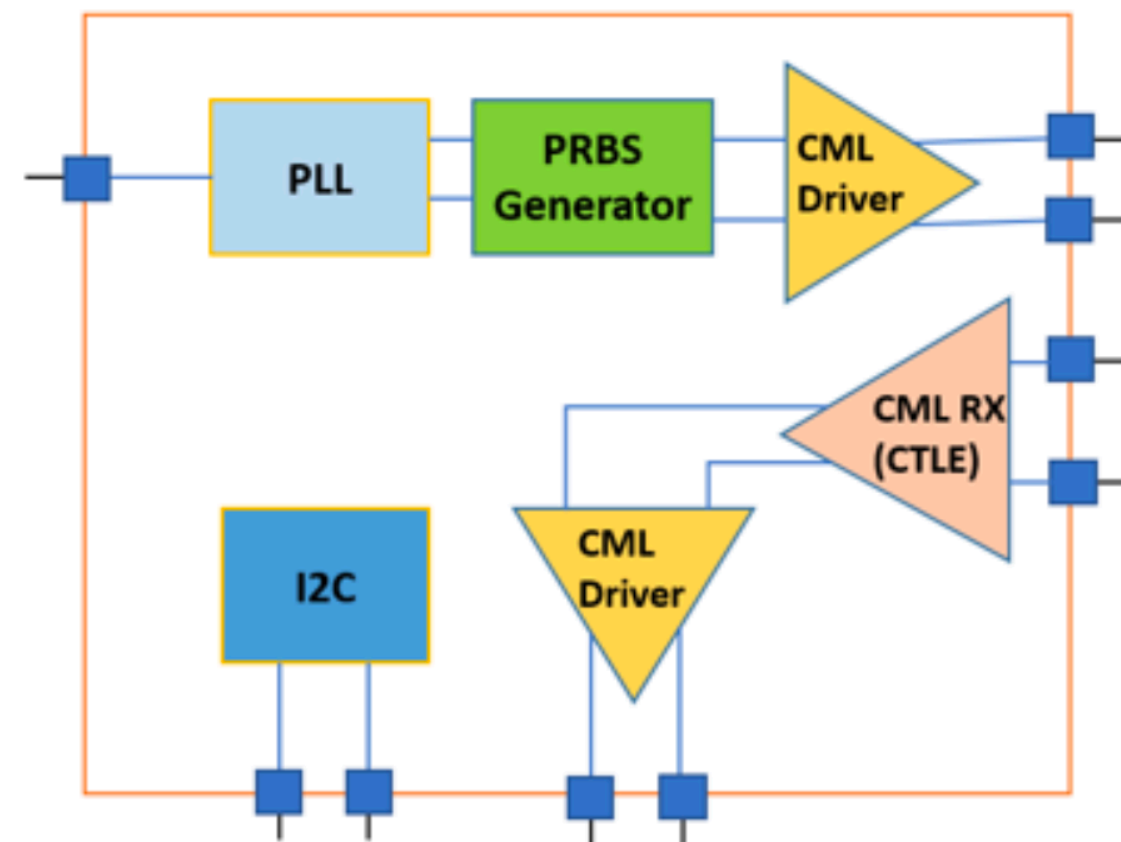 PLL
PRBS
Generator
CML
Driver
CML RX
(CTLE)
CML
Driver
I2C